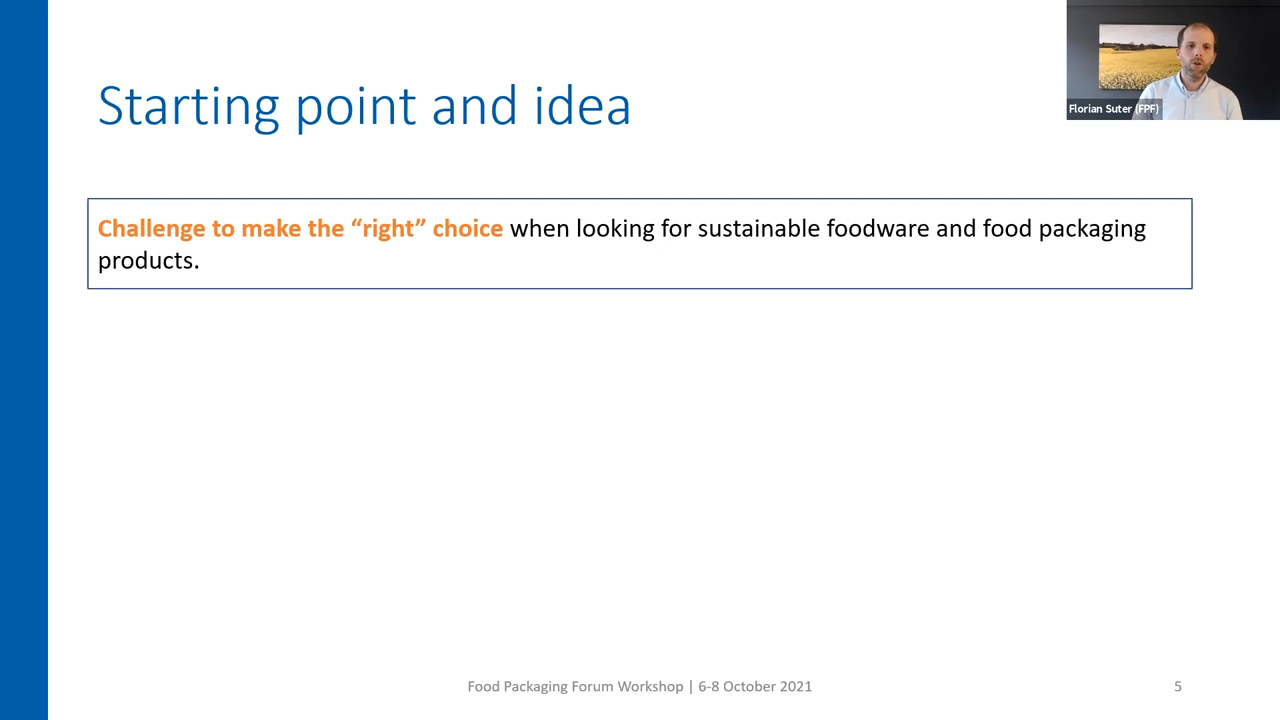 Florian Suter (FPF)
Starting point and idea
Challenge to make the “right” choice when looking for sustainable foodware and food packaging
products.
Food Packaging Forum Workshop | 6-8 October 2021
5